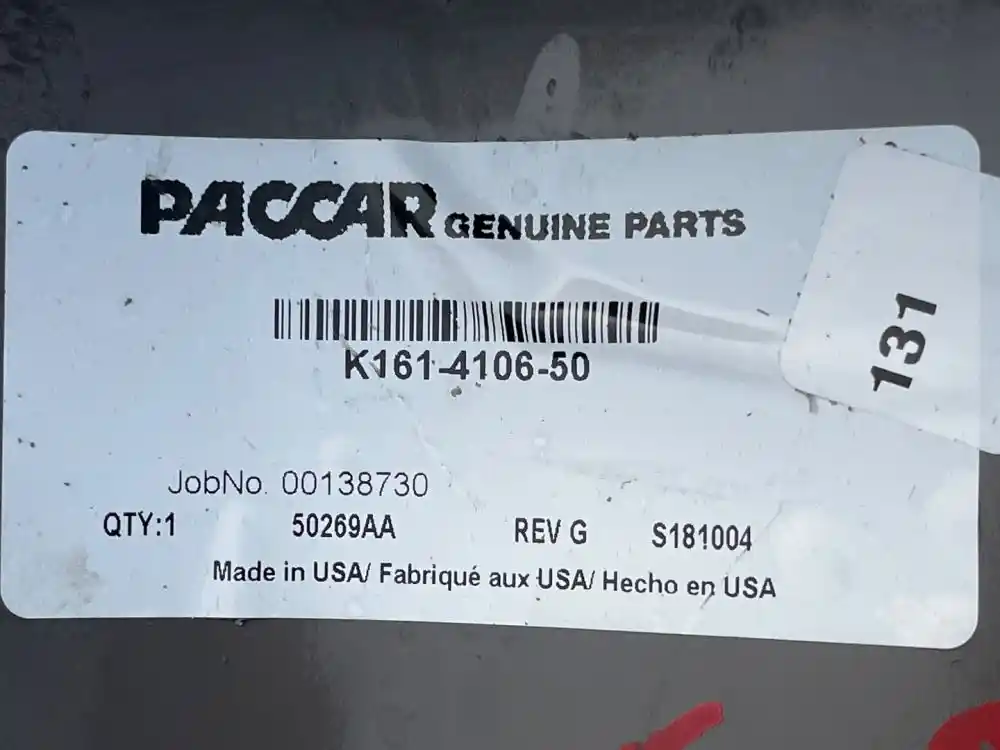 PACCAR GENUINE PARTS
K161-4106-50
131
JobNo. 00138730
QTY:1 50269AA REV G S181004
Made in USA/ Fabriqué aux USA/ Hecho en USA